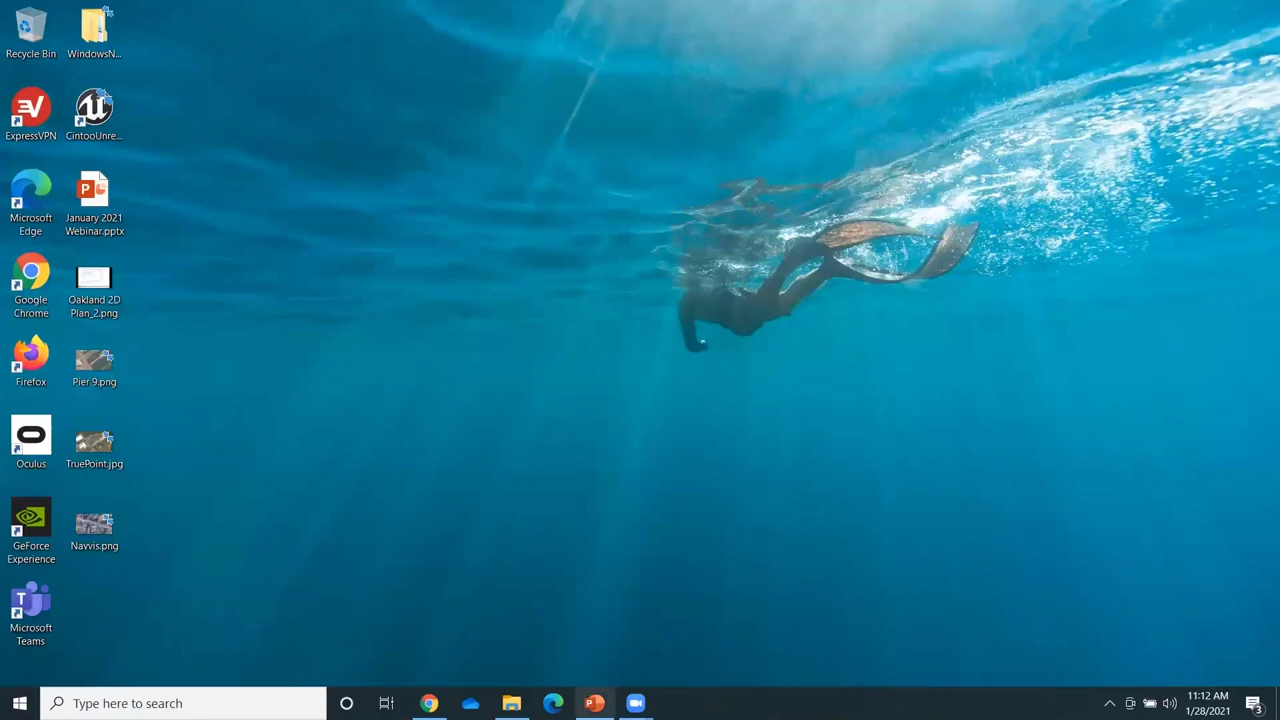 Recycle Bin
WindowsN...
ExpressVPN
CintooUnre...
Microsoft
Edge
January 2021
Webinar.pptx
Google
Chrome
Oakland 2D
Plan_2.png
Firefox
Pier 9.png
Oculus
TruePoint.jpg
GeForce
Experience
Navvis.png
Microsoft
Teams
Type here to search
11:12 AM
1/28/2021
3